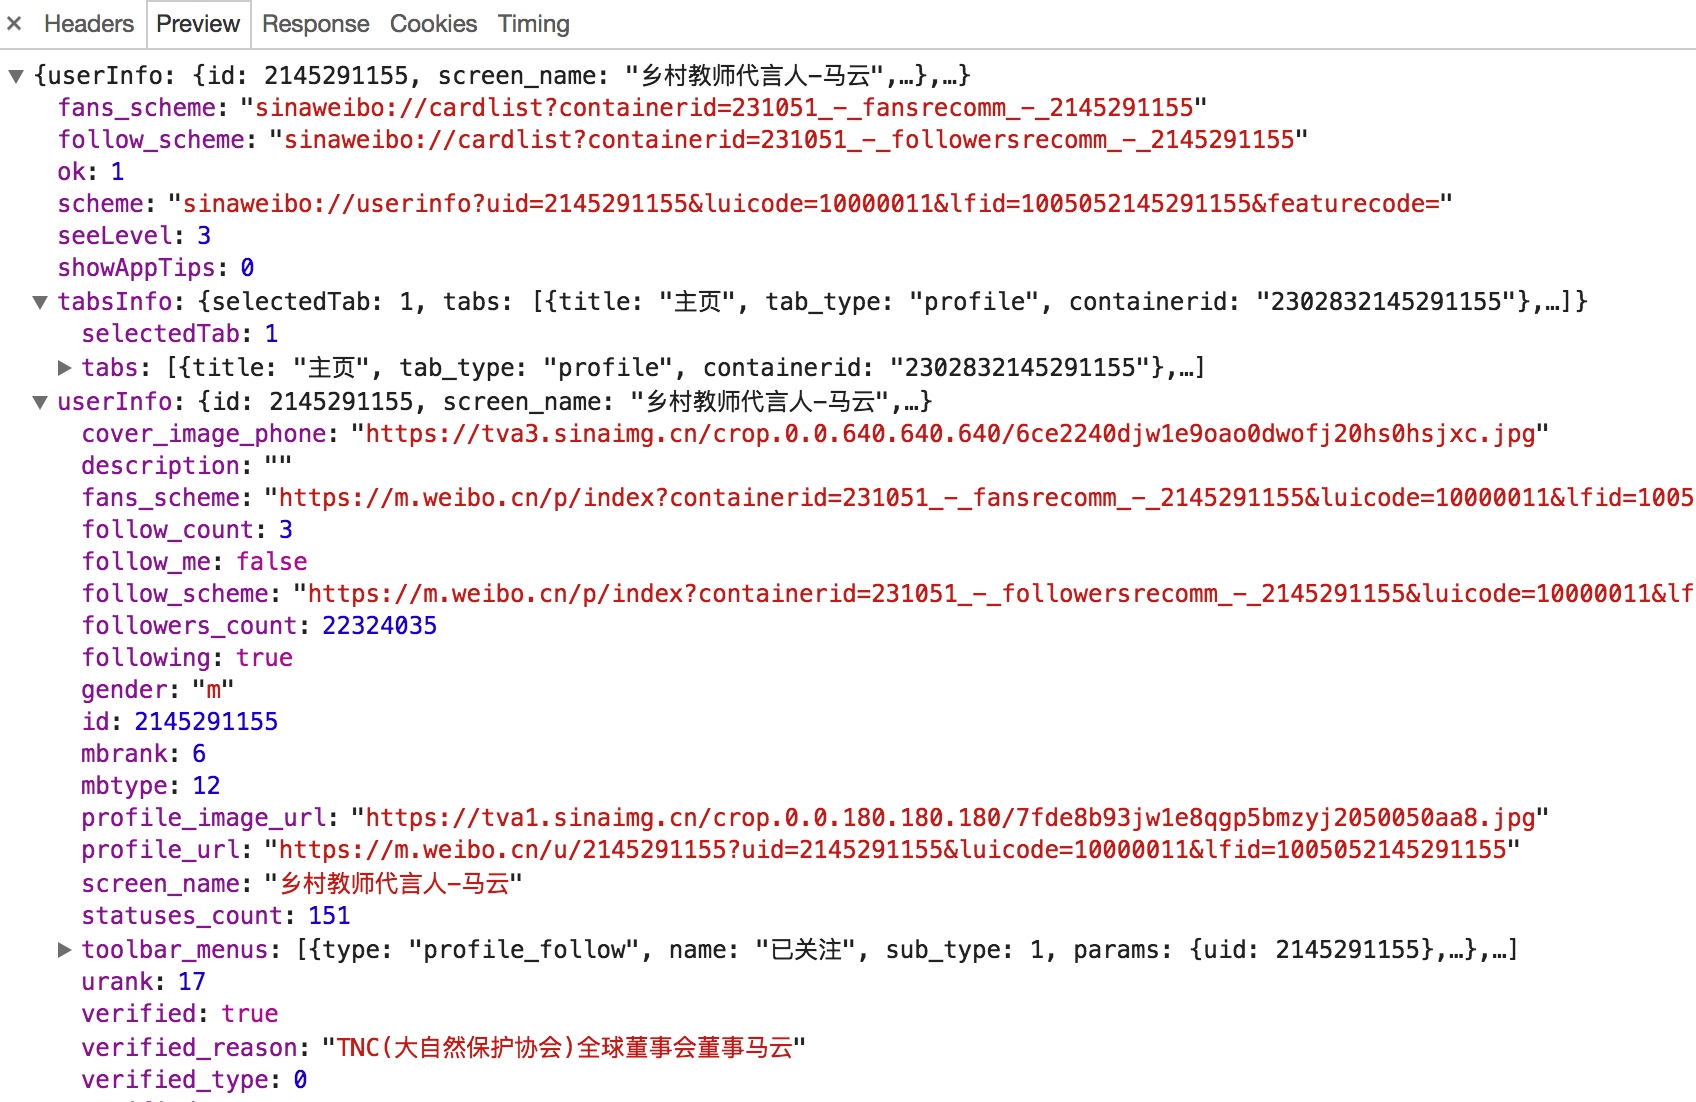 × Headers Preview Response Cookies Timing
▼ {userInfo: {id: 2145291155, screen_name: "乡村教师代言人-马云",…},…}
fans_scheme: "sinaweibo://cardlist?containerid=231051_-_fansrecomm_-_2145291155"
follow_scheme: "sinaweibo://cardlist?containerid=231051_-_followersrecomm_-_2145291155"
ok: 1
scheme: "sinaweibo://userinfo?uid=2145291155&luicode=10000011&lfid=1005052145291155&featurecode="
seeLevel: 3
showAppTips: 0
▼ tabsInfo: {selectedTab: 1, tabs: [{title: "主页", tab_type: "profile", containerid: "2302832145291155"},…]}
selectedTab: 1
▶ tabs: [{title: "主页", tab_type: "profile", containerid: "2302832145291155"},…]
▼ userInfo: {id: 2145291155, screen_name: "乡村教师代言人-马云",…}
cover_image_phone: "https://tva3.sinaimg.cn/crop.0.0.640.640.640/6ce2240djw1e9oao0dwofj20hs0hsjxc.jpg"
description: ""
fans_scheme: "https://m.weibo.cn/p/index?containerid=231051_-_fansrecomm_-_2145291155&luicode=10000011&lfid=1005
follow_count: 3
follow_me: false
follow_scheme: "https://m.weibo.cn/p/index?containerid=231051_-_followersrecomm_-_2145291155&luicode=10000011&lf
followers_count: 22324035
following: true
gender: "m"
id: 2145291155
mbrank: 6
mbtype: 12
profile_image_url: "https://tva1.sinaimg.cn/crop.0.0.180.180.180/7fde8b93jw1e8qgp5bmzyj2050050aa8.jpg"
profile_url: "https://m.weibo.cn/u/2145291155?uid=2145291155&luicode=10000011&lfid=1005052145291155"
screen_name: "乡村教师代言人-马云"
statuses_count: 151
▶ toolbar_menus: [{type: "profile_follow", name: "已关注", sub_type: 1, params: {uid: 2145291155},…},…]
urank: 17
verified: true
verified_reason: "TNC(大自然保护协会)全球董事会董事马云"
verified_type: 0